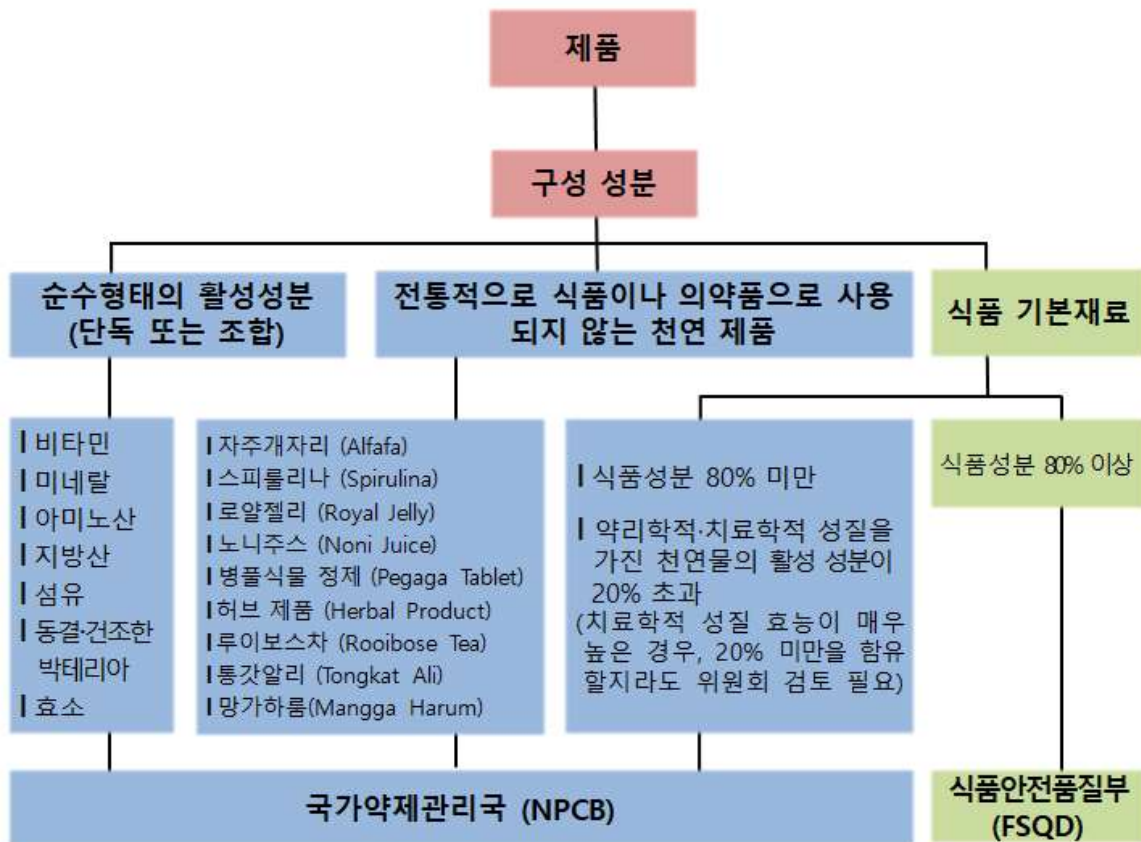 제품
구성 성분
순수형태의 활성성분
(단독 또는 조합)
전통적으로 식품이나 의약품으로 사용
되지 않는 천연 제품
식품 기본재료
l 비타민
l 미네랄
l 아미노산
l 지방산
l 섬유
l 동결·건조한
박테리아
l 효소
l 자주개자리 (Alfafa)
l 스피룰리나 (Spirulina)
l 로얄젤리 (Royal Jelly)
l 노니주스 (Noni Juice)
l 병풀식물 정제 (Pegaga Tablet)
l 허브 제품 (Herbal Product)
l 루이보스차 (Rooibose Tea)
l 통갓알리 (Tongkat Ali)
l 망가하룸(Mangga Harum)
l 식품성분 80% 미만
l 약리학적·치료학적 성질을
가진 천연물의 활성 성분이
20% 초과
(치료학적 성질 효능이 매우
높은 경우, 20% 미만을 함유
할지라도 위원회 검토 필요)
식품성분 80% 이상
국가약제관리국 (NPCB)
식품안전품질부
(FSQD)